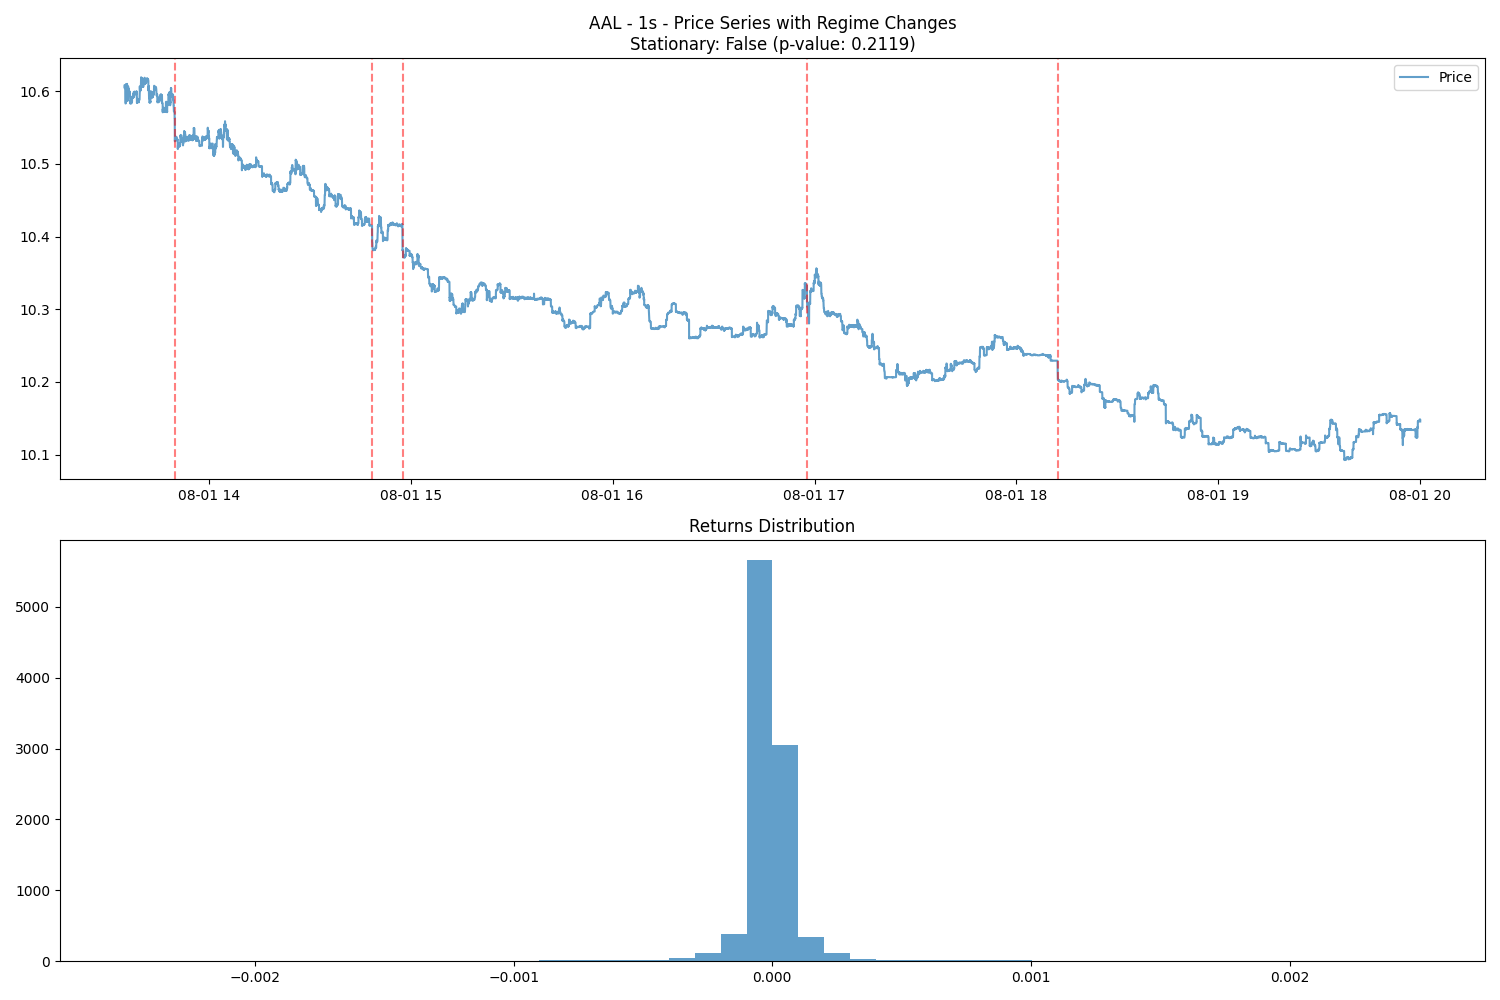 AAL - 1s - Price Series with Regime Changes
Stationary: False (p-value: 0.2119)
Price
10.6
10.5
10.4
10.3
10.2
10.1
08-01 14 08-01 15 08-01 16 08-01 17 08-01 18 08-01 19 08-01 20
Returns Distribution
5000
4000
3000
2000
1000
0
−0.002 −0.001 0.000 0.001 0.002